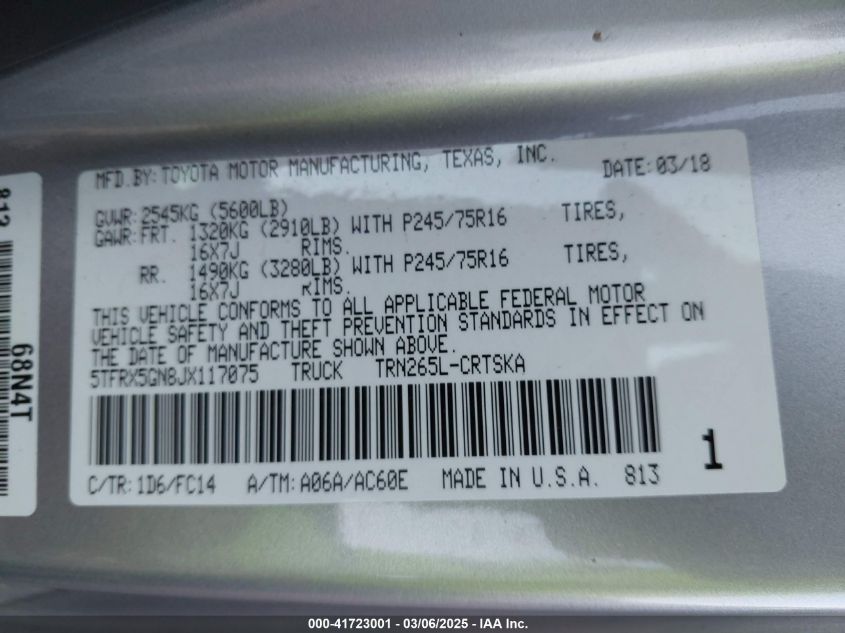 MFD.BY:TOYOTA MOTOR MANUFACTURING, TEXAS, INC. DATE:03/18
GVWR:2545KG (5600LB)
GAWR:FRT. 1320KG (2910LB) WITH P245/75R16 TIRES,
16X7J RIMS.
RR. 1490KG (3280LB) WITH P245/75R16 TIRES,
16X7J RIMS.
THIS VEHICLE CONFORMS TO ALL APPLICABLE FEDERAL MOTOR
VEHICLE SAFETY AND THEFT PREVENTION STANDARDS IN EFFECT ON
THE DATE OF MANUFACTURE SHOWN ABOVE.
5TFRX5GN8JX117075 TRUCK TRN265L-CRTSKA
1
C/TR:1D6/FC14 A/TM:A06A/AC60E MADE IN U.S.A. 813
813
68N4T
000-41723001 — 03/06/2025 — IAA Inc.